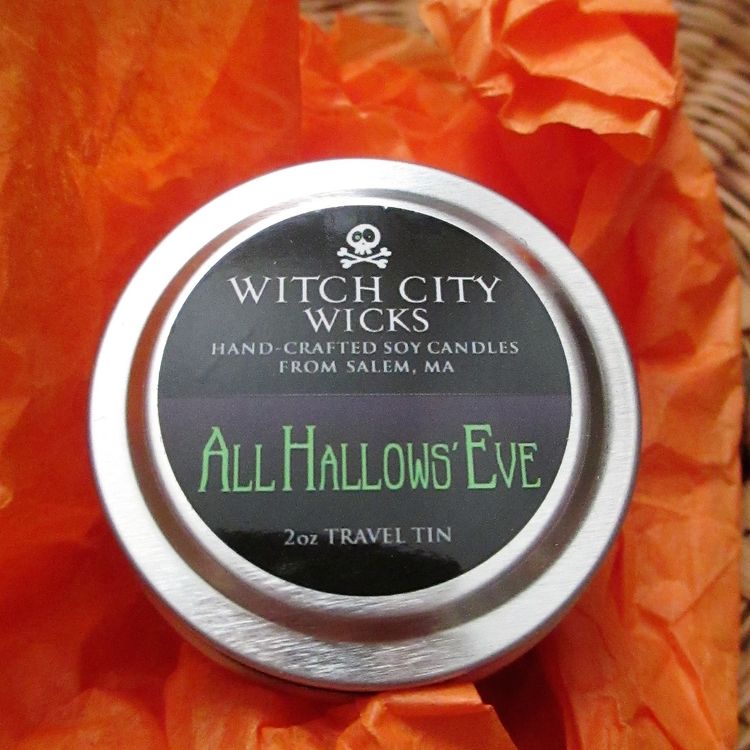 WITCH CITY
WICKS
HAND-CRAFTED SOY CANDLES
FROM SALEM, MA
ALL HALLOWS' EVE
2oz TRAVEL TIN